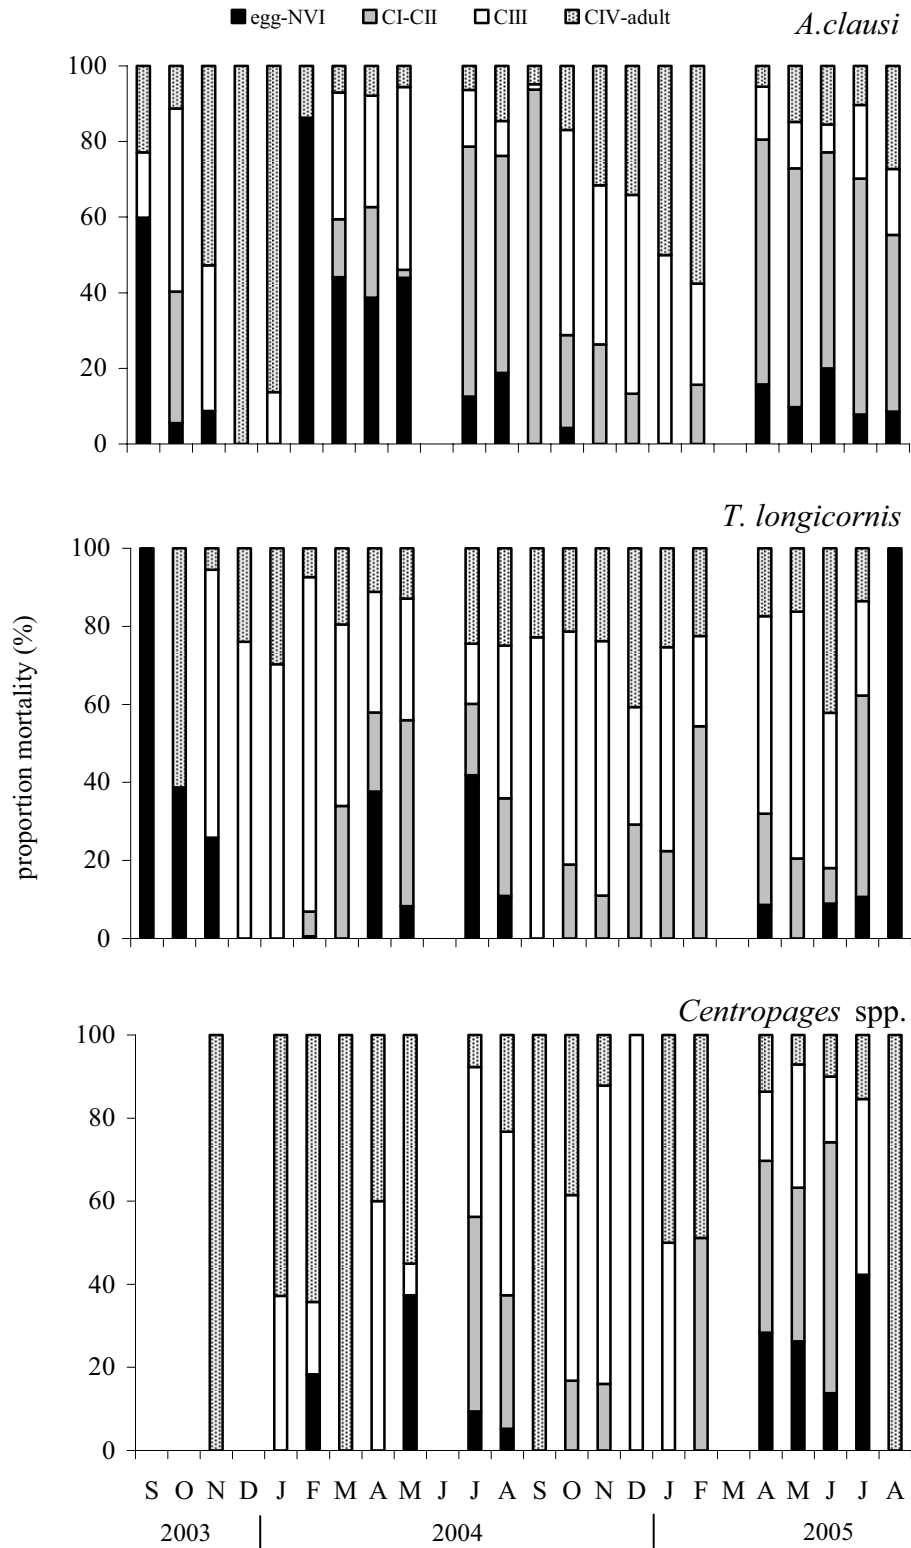 egg-NVI CI-CII CIII CIV-adult
A.clausi
100
80
60
40
20
0
T. longicornis
100
80
60
40
20
0
proportion mortality (%)
Centropages spp.
100
80
60
40
20
0
S O N D J F M A M J J A S O N D J F M A M J J A
2003 2004 2005